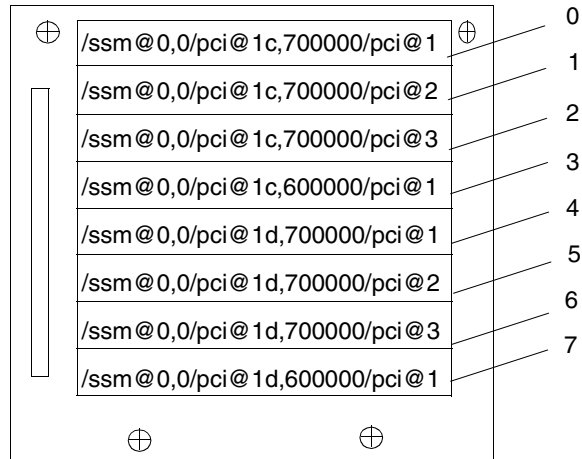 /ssm@0,0/pci@1c,700000/pci@1 0
/ssm@0,0/pci@1c,700000/pci@2 1
/ssm@0,0/pci@1c,700000/pci@3 2
/ssm@0,0/pci@1c,600000/pci@1 3
/ssm@0,0/pci@1d,700000/pci@1 4
/ssm@0,0/pci@1d,700000/pci@2 5
/ssm@0,0/pci@1d,700000/pci@3 6
/ssm@0,0/pci@1d,600000/pci@1 7